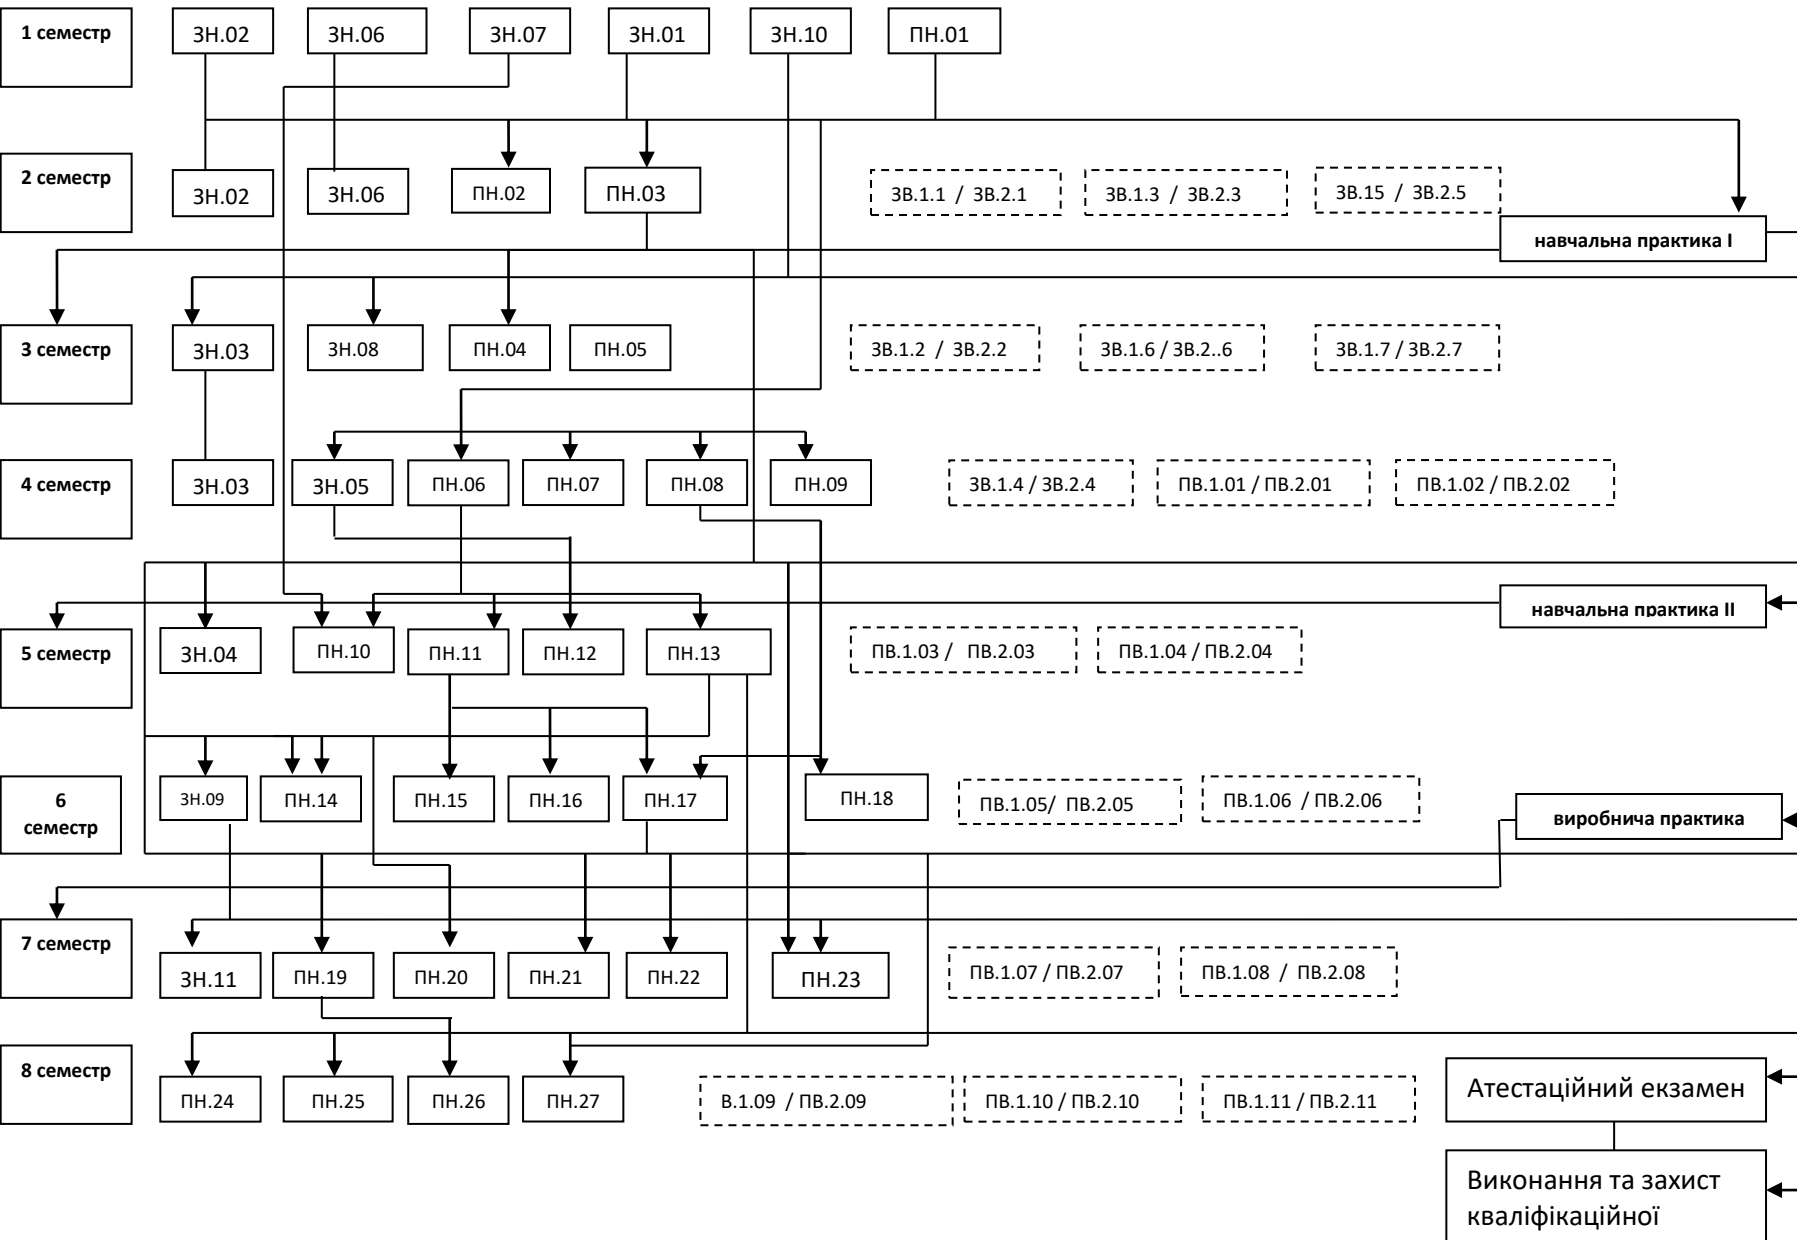 1 семестр
ЗН.02
ЗН.06
ЗН.07
ЗН.01
ЗН.10
ПН.01
2 семестр
ЗН.02
ЗН.06
ПН.02
ПН.03
ЗВ.1.1 / ЗВ.2.1
ЗВ.1.3 / ЗВ.2.3
ЗВ.15 / ЗВ.2.5
навчальна практика І
3 семестр
ЗН.03
ЗН.08
ПН.04
ПН.05
ЗВ.1.2 / ЗВ.2.2
ЗВ.1.6 / ЗВ.2..6
ЗВ.1.7 / ЗВ.2.7
4 семестр
ЗН.03
ЗН.05
ПН.06
ПН.07
ПН.08
ПН.09
ЗВ.1.4 / ЗВ.2.4
ПВ.1.01 / ПВ.2.01
ПВ.1.02 / ПВ.2.02
навчальна практика ІІ
5 семестр
ЗН.04
ПН.10
ПН.11
ПН.12
ПН.13
ПВ.1.03 / ПВ.2.03
ПВ.1.04 / ПВ.2.04
6
семестр
ЗН.09
ПН.14
ПН.15
ПН.16
ПН.17
ПН.18
ПВ.1.05/ ПВ.2.05
ПВ.1.06 / ПВ.2.06
виробнича практика
7 семестр
ЗН.11
ПН.19
ПН.20
ПН.21
ПН.22
ПН.23
ПВ.1.07 / ПВ.2.07
ПВ.1.08 / ПВ.2.08
8 семестр
ПН.24
ПН.25
ПН.26
ПН.27
В.1.09 / ПВ.2.09
ПВ.1.10 / ПВ.2.10
ПВ.1.11 / ПВ.2.11
Атестаційний екзамен
Виконання та захист
кваліфікаційної